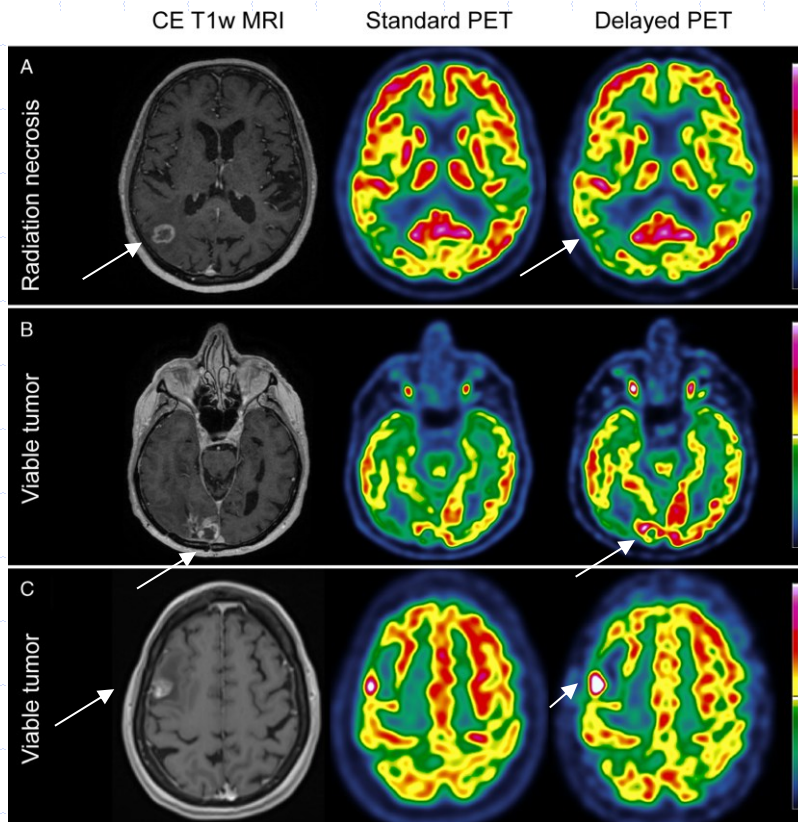 CE T1w MRI
Standard PET
Delayed PET
A
Radiation necrosis
B
Viable tumor
C
Viable tumor